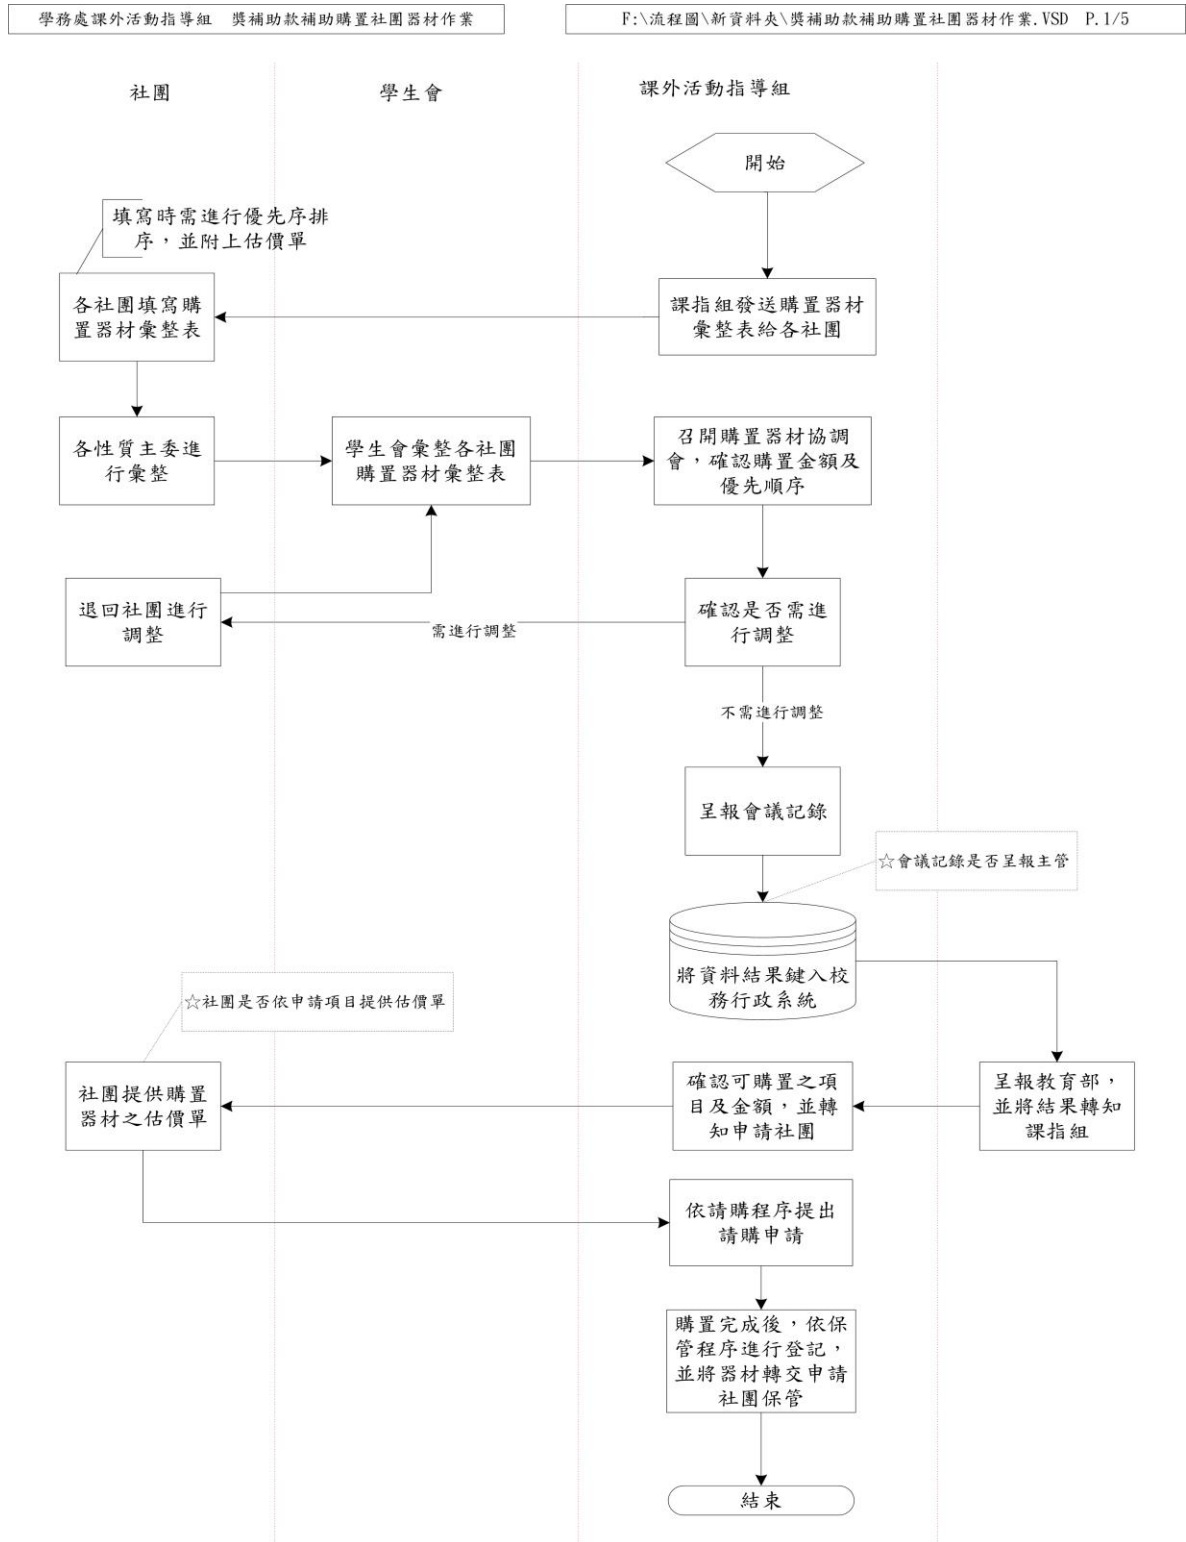 學務處課外活動指導組　獎補助款補助購置社團器材作業
F:\流程圖\新資料夾\獎補助款補助購置社團器材作業.VSD P.1/5
社團
學生會
課外活動指導組
開始
填寫時需進行優先序排
序，並附上估價單
各社團填寫購
置器材彙整表
課指組發送購置器材
彙整表給各社團
各性質主委進
行彙整
學生會彙整各社團
購置器材彙整表
召開購置器材協調
會，確認購置金額及
優先順序
退回社團進行
調整
需進行調整
確認是否需進
行調整
不需進行調整
呈報會議記錄
☆會議記錄是否呈報主管
將資料結果鍵入校
務行政系統
☆社團是否依申請項目提供估價單
社團提供購置
器材之估價單
確認可購置之項
目及金額，並轉
知申請社團
呈報教育部，
並將結果轉知
課指組
依請購程序提出
請購申請
購置完成後，依保
管程序進行登記，
並將器材轉交申請
社團保管
結束